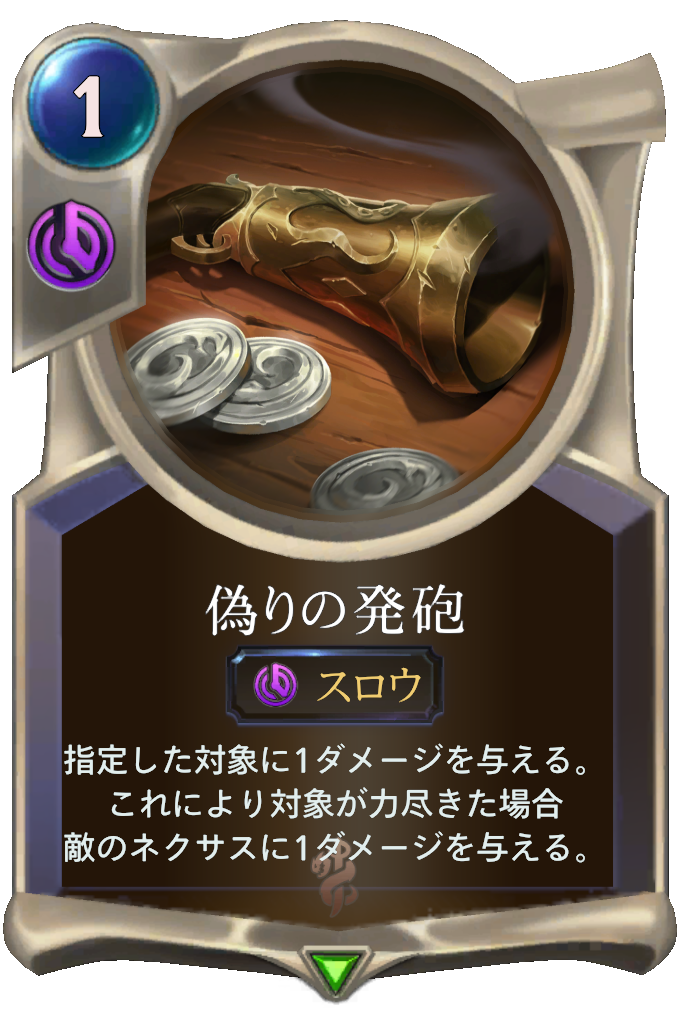 1
偽りの発砲
スロウ
指定した対象に1ダメージを与える。
これにより対象が力尽きた場合
敵のネクサスに1ダメージを与える。